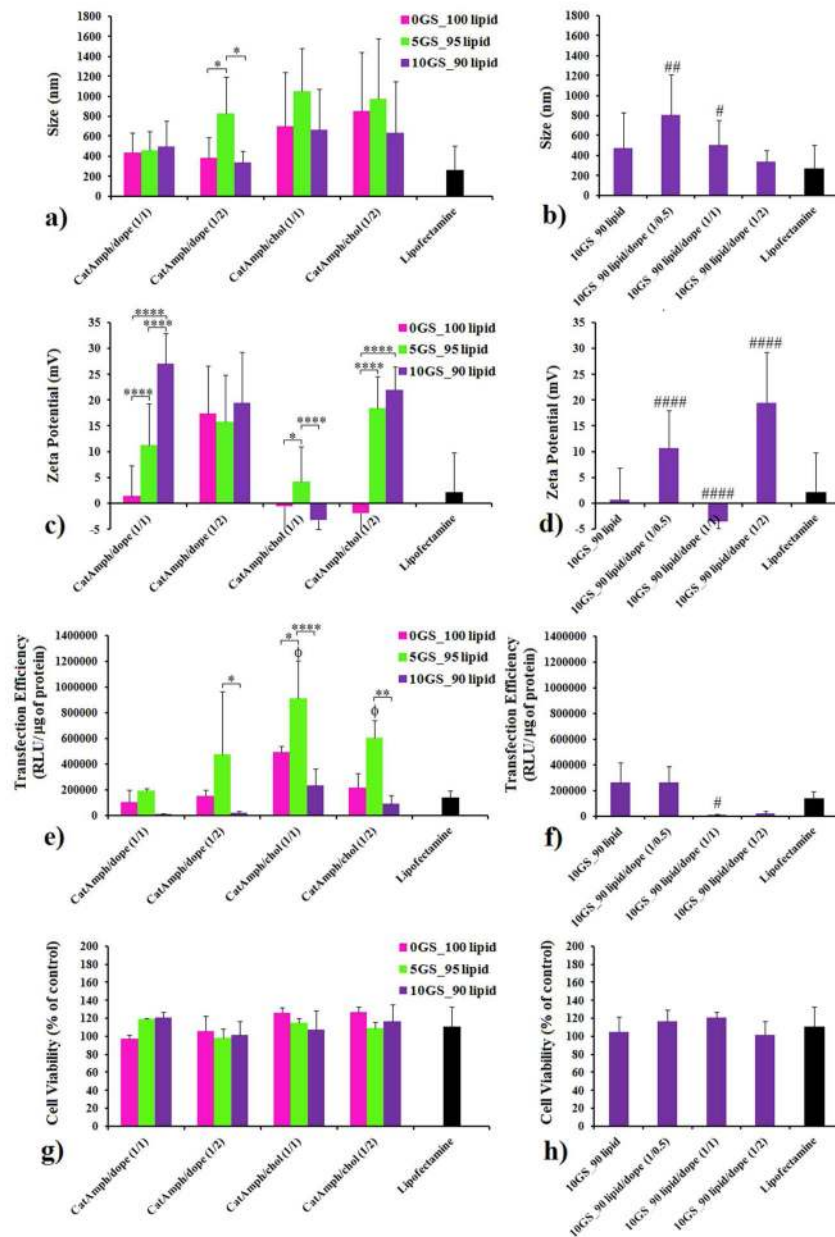 0GS_100 lipid
5GS_95 lipid
10GS_90 lipid
Size (nm)
1800
1600
1400
1200
1000
800
600
400
200
0
*
*
a)
CatAmph/dope (1/1)
CatAmph/dope (1/2)
CatAmph/chol (1/1)
CatAmph/chol (1/2)
Lipofectamine
Size (nm)
1800
1600
1400
1200
1000
800
600
400
200
0
##
#
b)
10GS_90 lipid
10GS_90 lipid/dope (1/0.5)
10GS_90 lipid/dope (1/1)
10GS_90 lipid/dope (1/2)
Lipofectamine
0GS_100 lipid
5GS_95 lipid
10GS_90 lipid
Zeta Potential (mV)
35
30
25
20
15
10
5
0
-5
****
****
****
*
****
****
****
c)
CatAmph/dope (1/1)
CatAmph/dope (1/2)
CatAmph/chol (1/1)
CatAmph/chol (1/2)
Lipofectamine
Zeta Potential (mV)
35
30
25
20
15
10
5
0
-5
####
####
####
d)
10GS_90 lipid
10GS_90 lipid/dope (1/0.5)
10GS_90 lipid/dope (1/1)
10GS_90 lipid/dope (1/2)
Lipofectamine
0GS_100 lipid
5GS_95 lipid
10GS_90 lipid
Transfection Efficiency
(RLU/µg of protein)
1400000
1200000
1000000
800000
600000
400000
200000
0
*
*
****
ϕ
**
ϕ
e)
CatAmph/dope (1/1)
CatAmph/dope (1/2)
CatAmph/chol (1/1)
CatAmph/chol (1/2)
Lipofectamine
Transfection Efficiency
(RLU/µg of protein)
1400000
1200000
1000000
800000
600000
400000
200000
0
#
f)
10GS_90 lipid
10GS_90 lipid/dope (1/0.5)
10GS_90 lipid/dope (1/1)
10GS_90 lipid/dope (1/2)
Lipofectamine
0GS_100 lipid
5GS_95 lipid
10GS_90 lipid
Cell Viability (% of control)
200
180
160
140
120
100
80
60
40
20
0
g)
CatAmph/dope (1/1)
CatAmph/dope (1/2)
CatAmph/chol (1/1)
CatAmph/chol (1/2)
Lipofectamine
Cell Viability (% of control)
200
180
160
140
120
100
80
60
40
20
0
h)
10GS_90 lipid
10GS_90 lipid/dope (1/0.5)
10GS_90 lipid/dope (1/1)
10GS_90 lipid/dope (1/2)
Lipofectamine